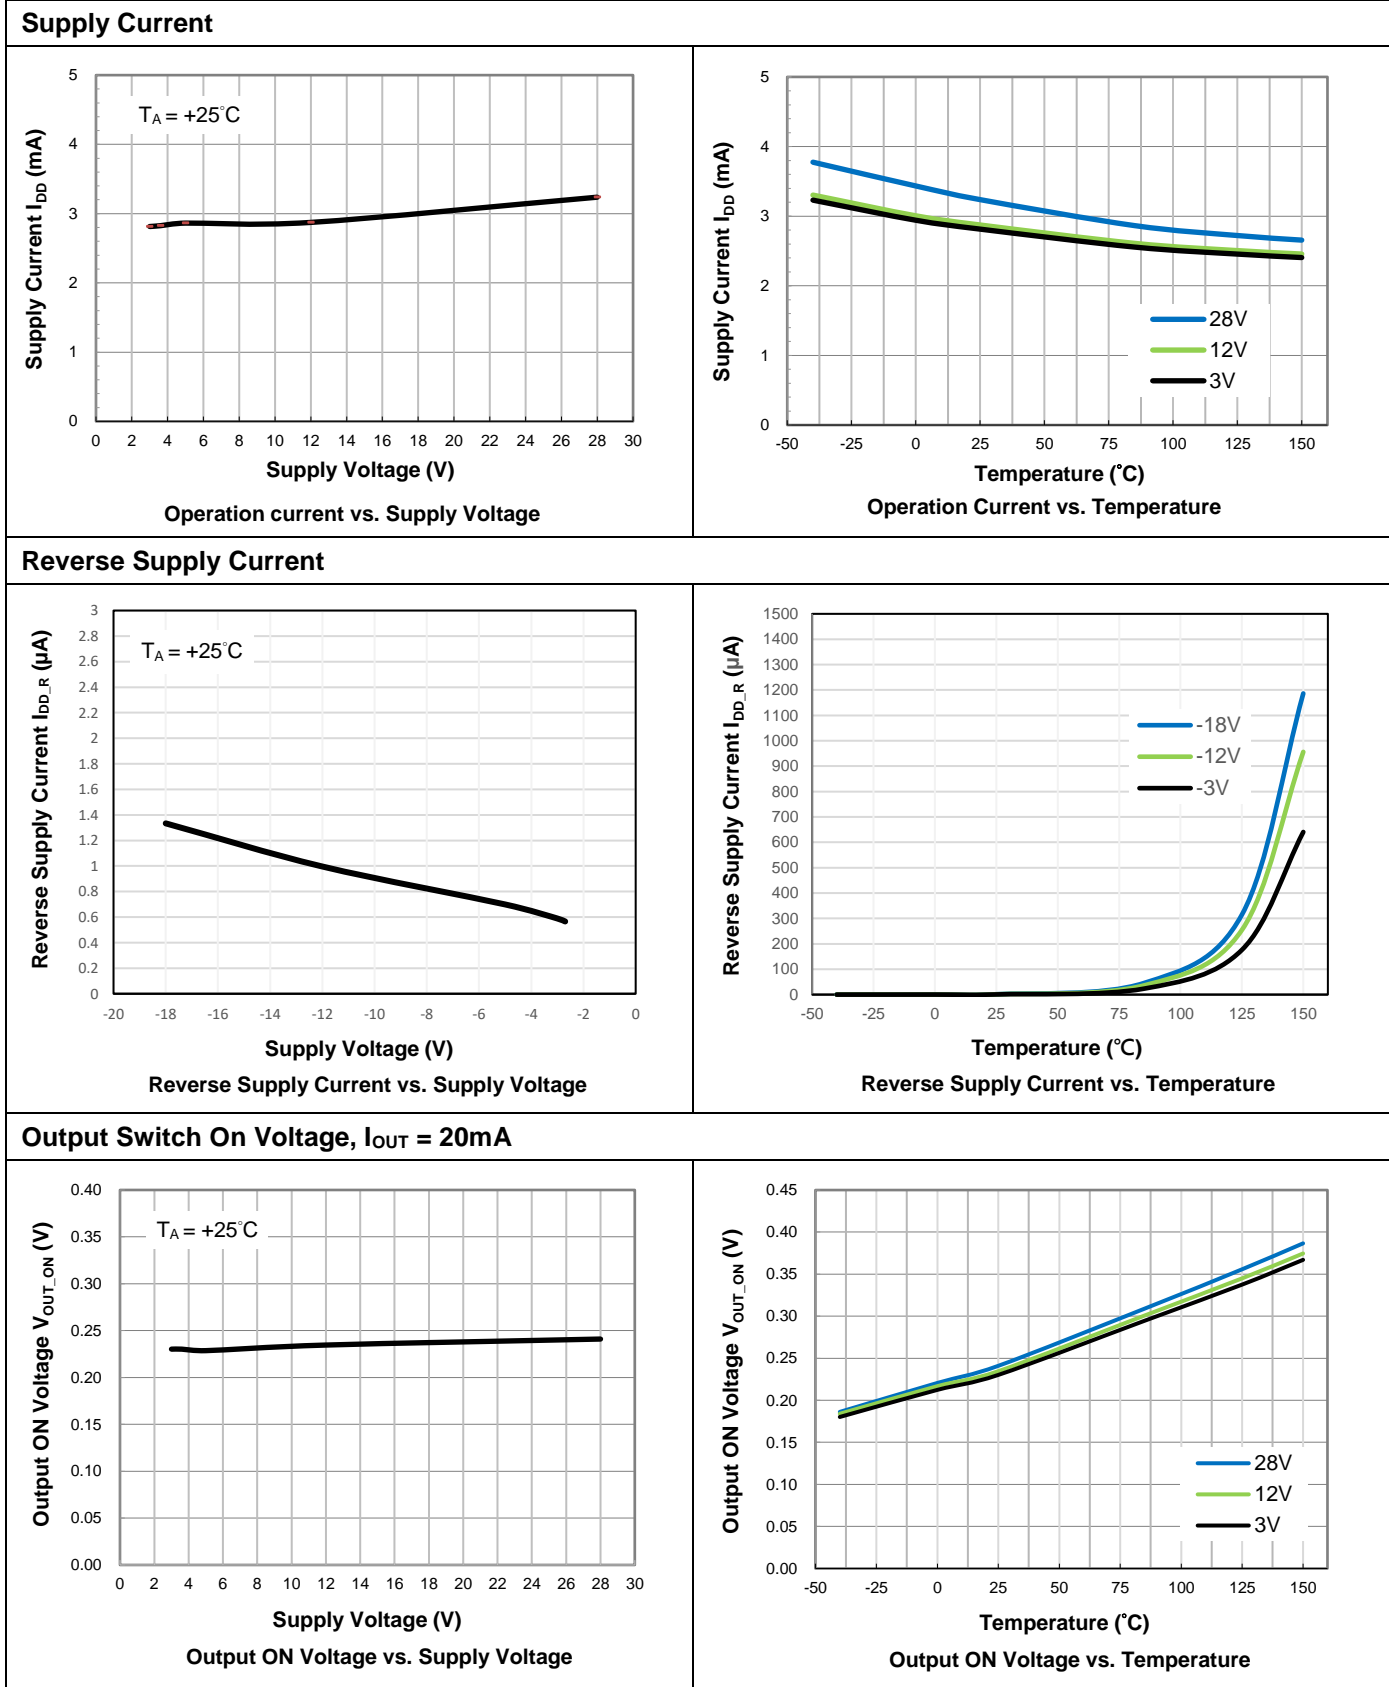 Supply Current
T_A = +25°C
Supply Current I_DD (mA)
5
4
3
2
1
0
0 2 4 6 8 10 12 14 16 18 20 22 24 26 28 30
Supply Voltage (V)
Operation current vs. Supply Voltage
Supply Current I_DD (mA)
5
4
3
2
1
0
28V
12V
3V
-50 -25 0 25 50 75 100 125 150
Temperature (°C)
Operation Current vs. Temperature
Reverse Supply Current
T_A = +25°C
Reverse Supply Current I_DD_R (µA)
3
2.8
2.6
2.4
2.2
2
1.8
1.6
1.4
1.2
1
0.8
0.6
0.4
0.2
0
-20 -18 -16 -14 -12 -10 -8 -6 -4 -2 0
Supply Voltage (V)
Reverse Supply Current vs. Supply Voltage
Reverse Supply Current I_DD_R (µA)
1500
1400
1300
1200
1100
1000
900
800
700
600
500
400
300
200
100
0
-18V
-12V
-3V
-50 -25 0 25 50 75 100 125 150
Temperature (℃)
Reverse Supply Current vs. Temperature
Output Switch On Voltage, I_OUT = 20mA
T_A = +25°C
Output ON Voltage V_OUT_ON (V)
0.40
0.35
0.30
0.25
0.20
0.15
0.10
0.05
0.00
0 2 4 6 8 10 12 14 16 18 20 22 24 26 28 30
Supply Voltage (V)
Output ON Voltage vs. Supply Voltage
Output ON Voltage V_OUT_ON (V)
0.45
0.40
0.35
0.30
0.25
0.20
0.15
0.10
0.05
0.00
28V
12V
3V
-50 -25 0 25 50 75 100 125 150
Temperature (°C)
Output ON Voltage vs. Temperature